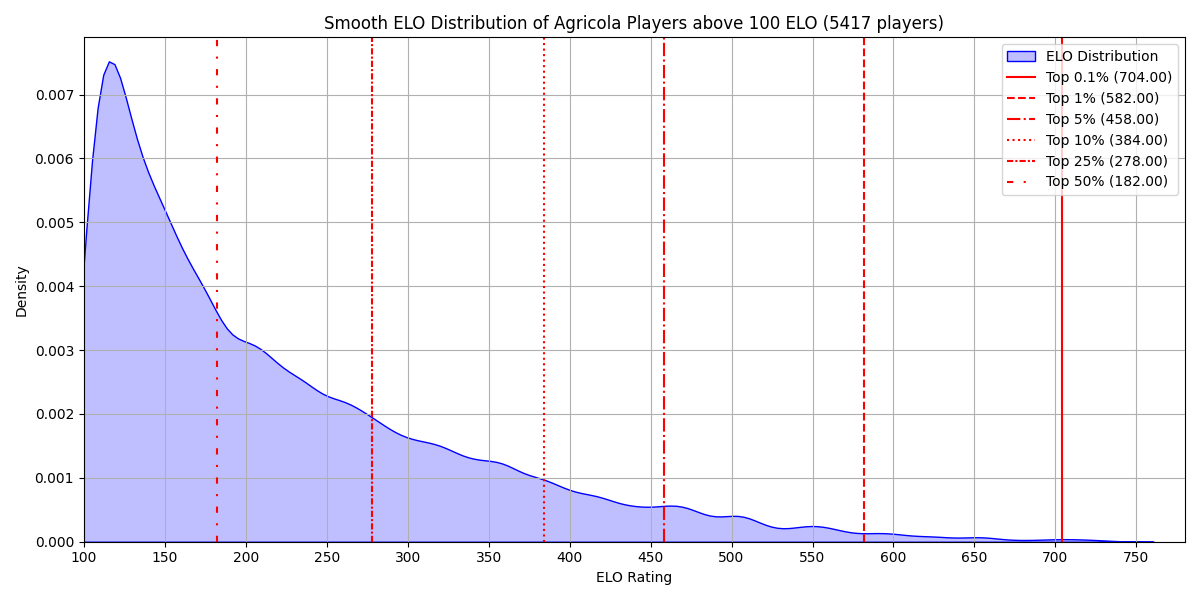 Smooth ELO Distribution of Agricola Players above 100 ELO (5417 players)
ELO Distribution
Top 0.1% (704.00)
Top 1% (582.00)
Top 5% (458.00)
Top 10% (384.00)
Top 25% (278.00)
Top 50% (182.00)
Density
0.007
0.006
0.005
0.004
0.003
0.002
0.001
0.000
100 150 200 250 300 350 400 450 500 550 600 650 700 750
ELO Rating